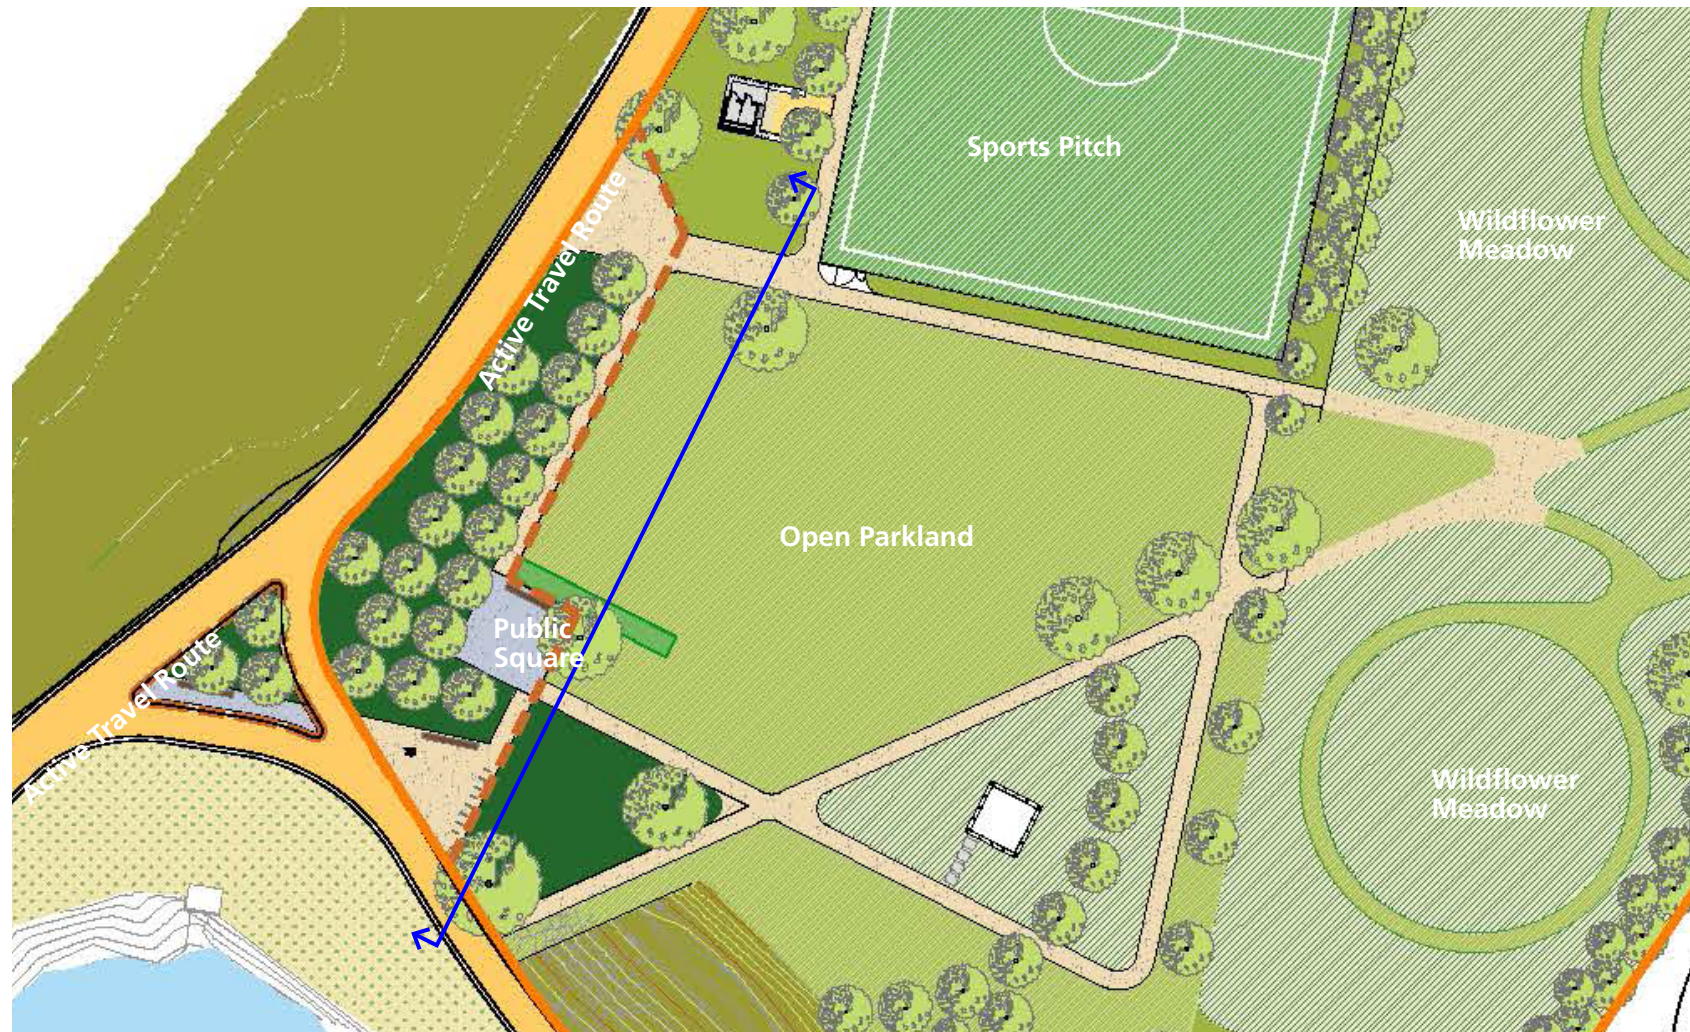 Sports Pitch
Wildflower
Meadow
Active Travel Route
Open Parkland
Public
Square
Active Travel Route
Wildflower
Meadow